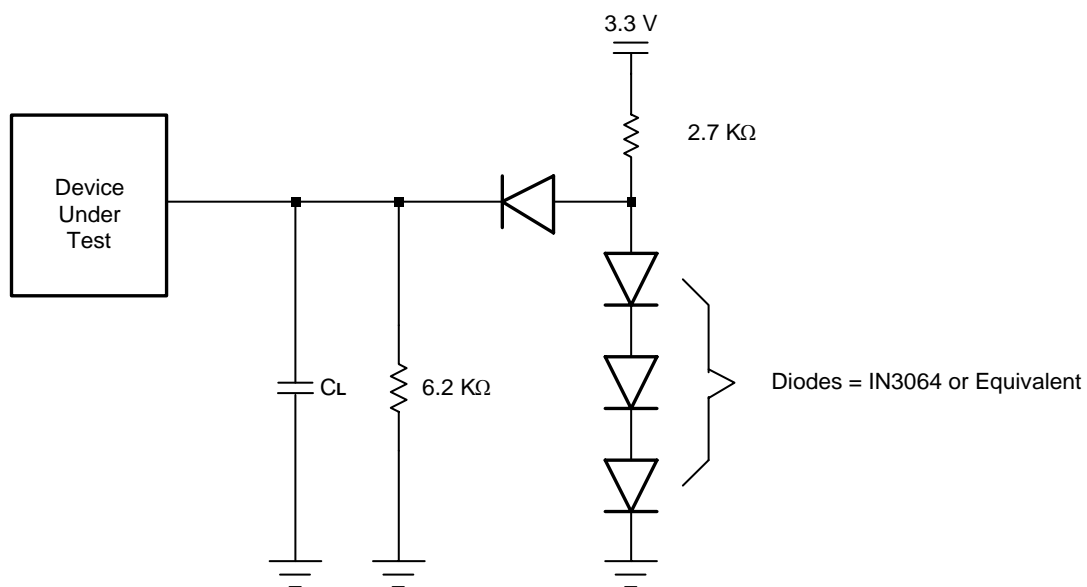 3.3 V
2.7 KΩ
Device
Under
Test
CL
6.2 KΩ
Diodes = IN3064 or Equivalent